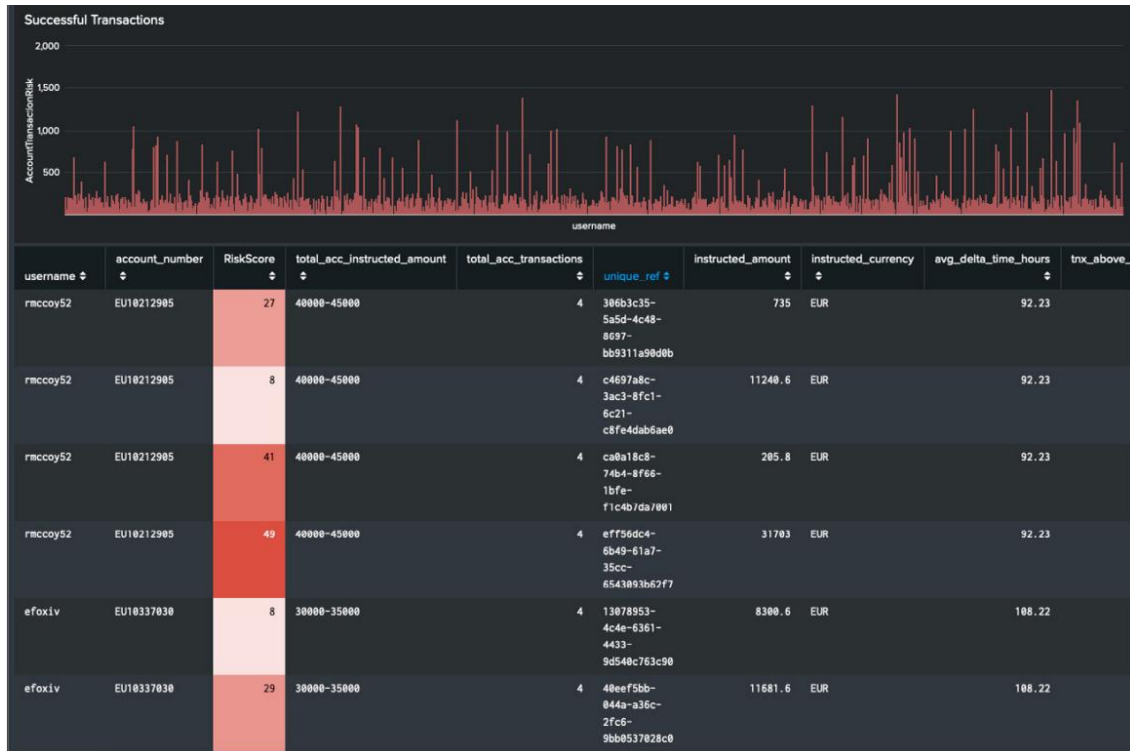 Successful Transactions
2,000
1,500
1,000
500
AccountTransactionRisk
username
username account_number RiskScore total_acc_instructed_amount total_acc_transactions unique_ref instructed_amount instructed_currency avg_delta_time_hours tnx_above_
rmccoy52 EU10212905 27 40000-45000 4 306b3c35- 735 EUR 92.23
5a5d-4c48-
8697-
bb9311a90d0b
rmccoy52 EU10212905 8 40000-45000 4 c4697a8c- 11240.6 EUR 92.23
3ac3-8fc1-
6c21-
c8fe4dab6ae0
rmccoy52 EU10212905 41 40000-45000 4 ca0a18c8- 205.8 EUR 92.23
74b4-8f66-
1bfe-
f1c4b7da7001
rmccoy52 EU10212905 49 40000-45000 4 eff56dc4- 31703 EUR 92.23
6b49-61a7-
35cc-
6543093b62f7
efoxiv EU10337030 8 30000-35000 4 13078953- 8300.6 EUR 108.22
4c4e-6361-
4433-
9d540c763c90
efoxiv EU10337030 29 30000-35000 4 40eef5bb- 11681.6 EUR 108.22
044a-a36c-
2fc6-
9bb0537028c0